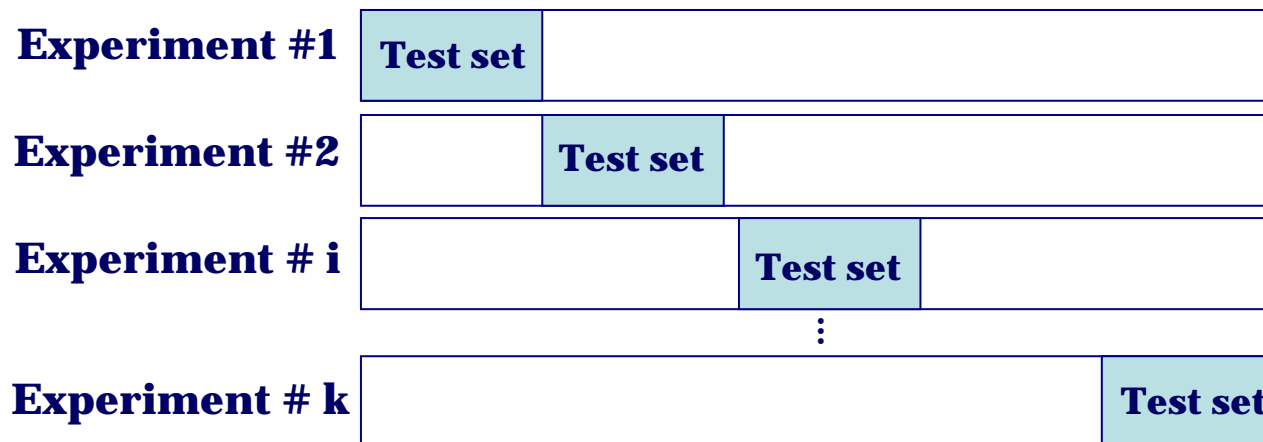 Experiment #1 Test set
Experiment #2 Test set
Experiment # i Test set
⋮
Experiment # k Test set